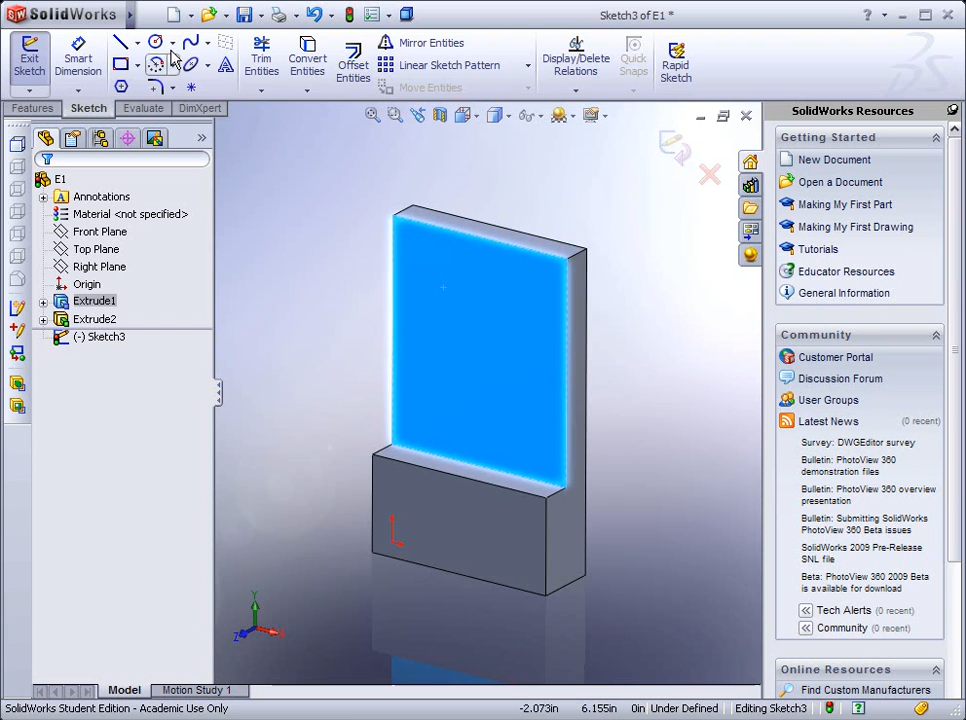 SolidWorks
Sketch3 of E1 *
Exit Sketch
Smart Dimension
Trim Entities
Convert Entities
Offset Entities
Mirror Entities
Linear Sketch Pattern
Move Entities
Display/Delete Relations
Quick Snaps
Rapid Sketch
Features
Sketch
Evaluate
DimXpert
SolidWorks Resources
Getting Started
New Document
Open a Document
Making My First Part
Making My First Drawing
Tutorials
Educator Resources
General Information
Community
Customer Portal
Discussion Forum
User Groups
Latest News (0 recent)
Survey: DWGEditor survey
Bulletin: PhotoView 360 demonstration files
Bulletin: PhotoView 360 overview presentation
Bulletin: Submitting SolidWorks PhotoView 360 Beta issues
SolidWorks 2009 Pre-Release SNL file
Beta: PhotoView 360 2009 Beta is available for download
Tech Alerts (0 recent)
Community (0 recent)
Online Resources
Find Custom Manufacturers
E1
Annotations
Material <not specified>
Front Plane
Top Plane
Right Plane
Origin
Extrude1
Extrude2
(-) Sketch3
Y
Z
Model
Motion Study 1
SolidWorks Student Edition - Academic Use Only
-2.073in
6.155in
0in
Under Defined
Editing Sketch3